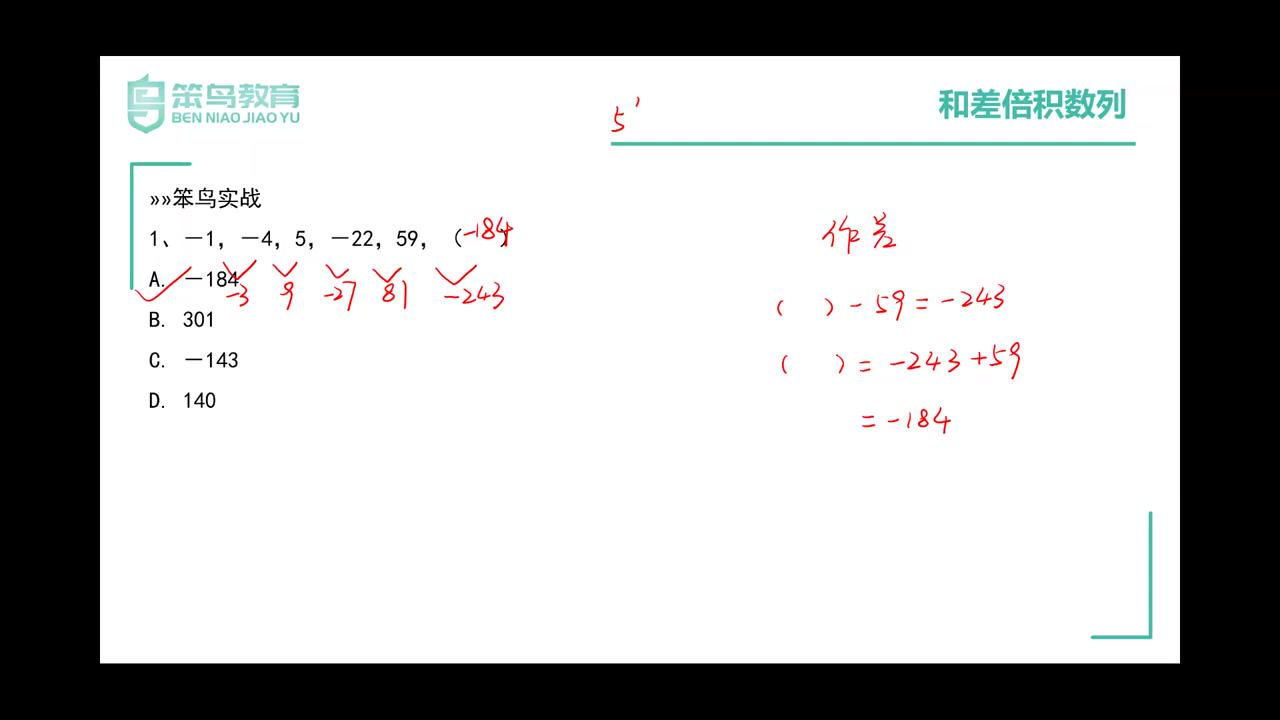 笨鸟教育
BEN NIAO JIAO YU
5'
和差倍积数列
»»笨鸟实战
1、－1，－4，5，－22，59，（-184）
A. －184
-3 9 -27 81 -243
B. 301
C. －143
D. 140
作差
( ) - 59 = -243
( ) = -243 + 59
= -184